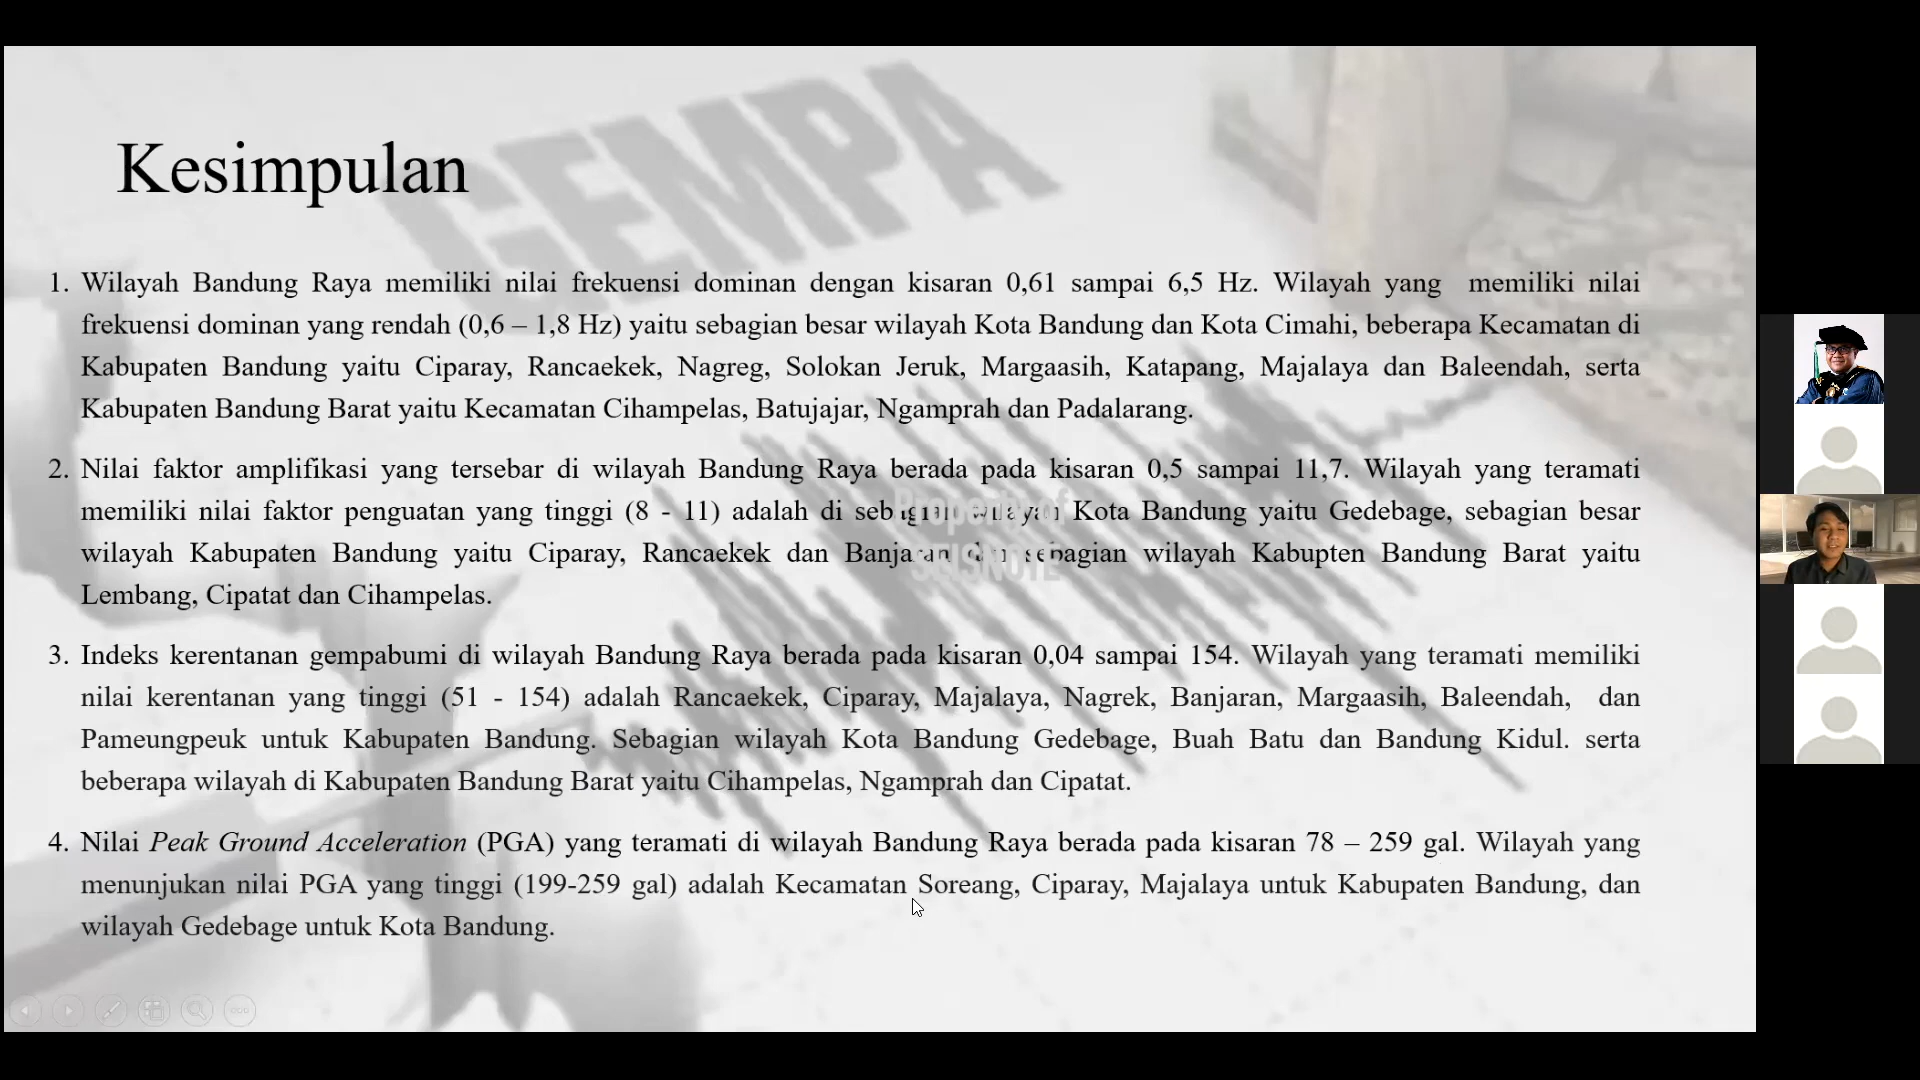 GEMPA
Kesimpulan
1. Wilayah Bandung Raya memiliki nilai frekuensi dominan dengan kisaran 0,61 sampai 6,5 Hz. Wilayah yang memiliki nilai
frekuensi dominan yang rendah (0,6 – 1,8 Hz) yaitu sebagian besar wilayah Kota Bandung dan Kota Cimahi, beberapa Kecamatan di
Kabupaten Bandung yaitu Ciparay, Rancaekek, Nagreg, Solokan Jeruk, Margaasih, Katapang, Majalaya dan Baleendah, serta
Kabupaten Bandung Barat yaitu Kecamatan Cihampelas, Batujajar, Ngamprah dan Padalarang.
2. Nilai faktor amplifikasi yang tersebar di wilayah Bandung Raya berada pada kisaran 0,5 sampai 11,7. Wilayah yang teramati
memiliki nilai faktor penguatan yang tinggi (8 - 11) adalah di sebagian wilayah Kota Bandung yaitu Gedebage, sebagian besar
wilayah Kabupaten Bandung yaitu Ciparay, Rancaekek dan Banjaran dan sebagian wilayah Kabupten Bandung Barat yaitu
Lembang, Cipatat dan Cihampelas.
Property of
SEISNOTE
3. Indeks kerentanan gempabumi di wilayah Bandung Raya berada pada kisaran 0,04 sampai 154. Wilayah yang teramati memiliki
nilai kerentanan yang tinggi (51 - 154) adalah Rancaekek, Ciparay, Majalaya, Nagrek, Banjaran, Margaasih, Baleendah, dan
Pameungpeuk untuk Kabupaten Bandung. Sebagian wilayah Kota Bandung Gedebage, Buah Batu dan Bandung Kidul. serta
beberapa wilayah di Kabupaten Bandung Barat yaitu Cihampelas, Ngamprah dan Cipatat.
4. Nilai Peak Ground Acceleration (PGA) yang teramati di wilayah Bandung Raya berada pada kisaran 78 – 259 gal. Wilayah yang
menunjukan nilai PGA yang tinggi (199-259 gal) adalah Kecamatan Soreang, Ciparay, Majalaya untuk Kabupaten Bandung, dan
wilayah Gedebage untuk Kota Bandung.